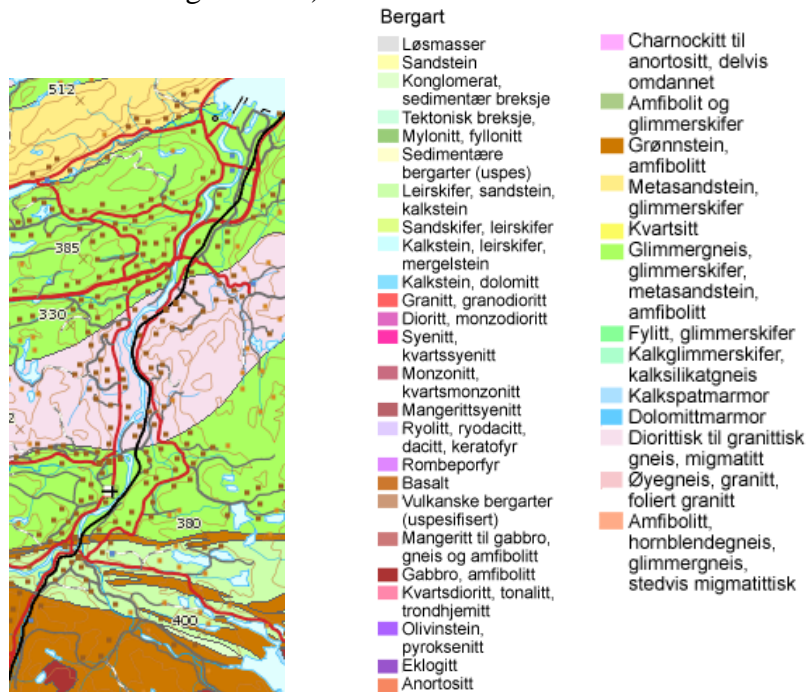 Bergart
Løsmasser
Sandstein
Konglomerat,
sedimentær breksje
Tektonisk breksje,
Mylonitt, fyllonitt
Sedimentære
bergarter (uspes)
Leirskifer, sandstein,
kalkstein
Sandskifer, leirskifer
Kalkstein, leirskifer,
mergelstein
Kalkstein, dolomitt
Granitt, granodioritt
Dioritt, monzodioritt
Syenitt,
kvartssyenitt
Monzonitt,
kvartsmonzonitt
Mangerittsyenitt
Ryolitt, ryodacitt,
dacitt, keratofyr
Rombeporfyr
Basalt
Vulkanske bergarter
(uspesifisert)
Mangeritt til gabbro,
gneis og amfibolitt
Gabbro, amfibolitt
Kvartsdioritt, tonalitt,
trondhjemitt
Olivinstein,
pyroksenitt
Eklogitt
Anortositt
Charnockitt til
anortositt, delvis
omdannet
Amfibolit og
glimmerskifer
Grønnstein,
amfibolitt
Metasandstein,
glimmerskifer
Kvartsitt
Glimmergneis,
glimmerskifer,
metasandstein,
amfibolitt
Fylitt, glimmerskifer
Kalkglimmerskifer,
kalksilikatgneis
Kalkspatmarmor
Dolomittmarmor
Diorittisk til granittisk
gneis, migmatitt
Øyegneis, granitt,
foliert granitt
Amfibolitt,
hornblendegneis,
glimmergneis,
stedvis migmatittisk
512
385
330
2
380
400